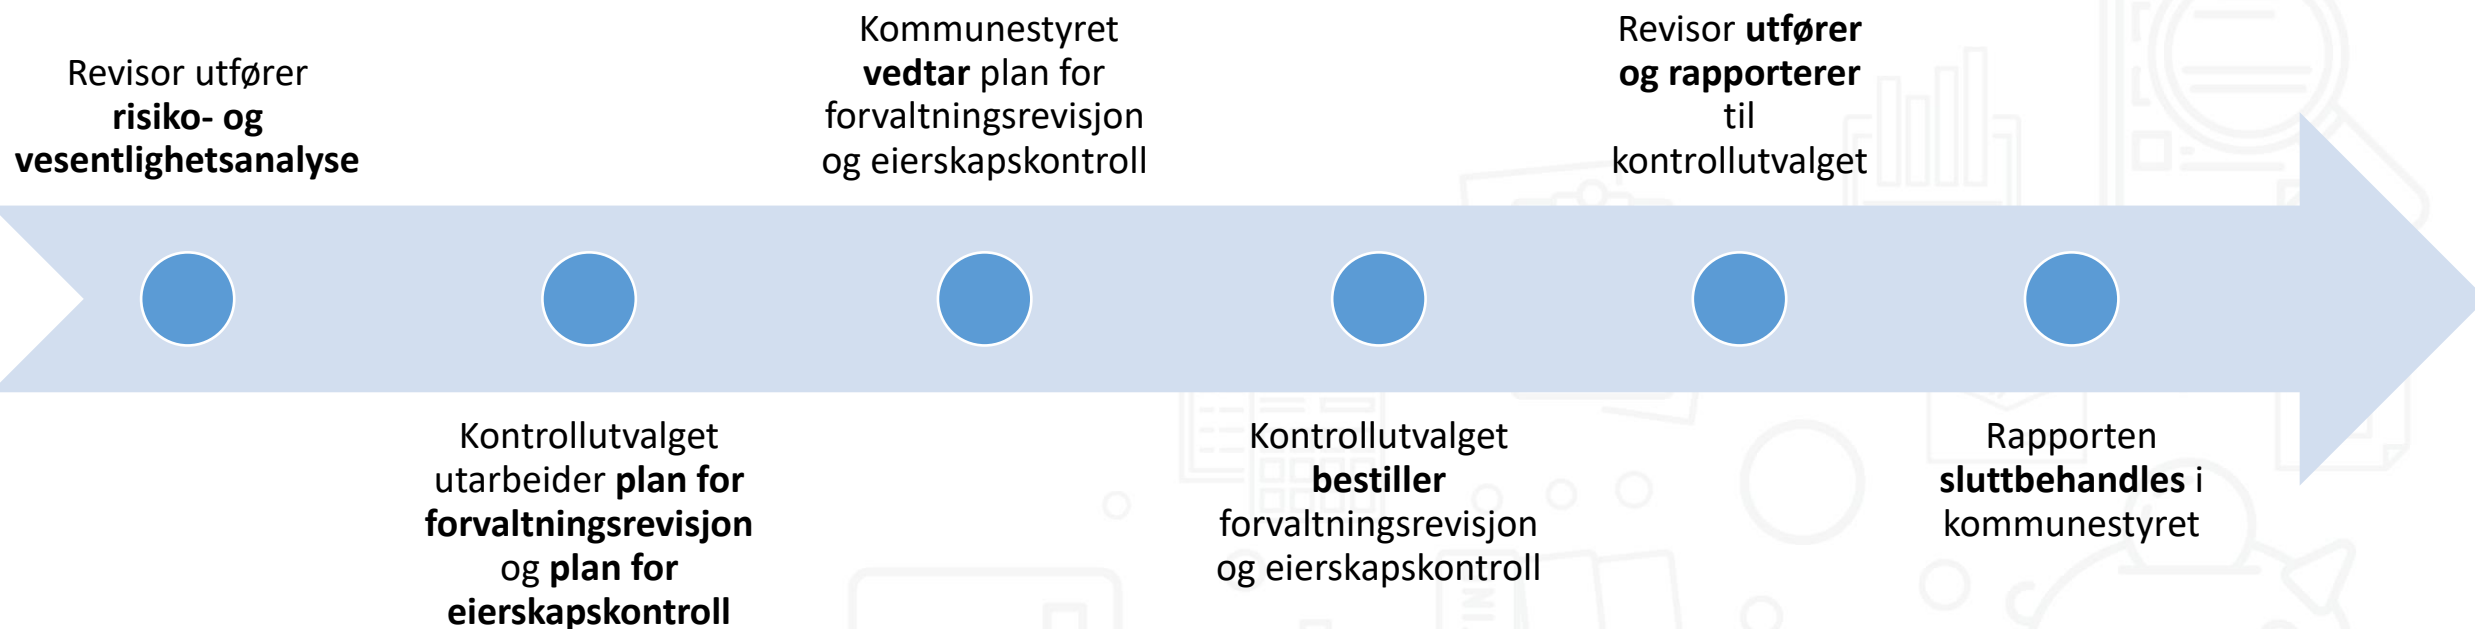 Revisor utfører
risiko- og
vesentlighetsanalyse
Kontrollutvalget
utarbeider plan for
forvaltningsrevisjon
og plan for
eierskapskontroll
Kommunestyret
vedtar plan for
forvaltningsrevisjon
og eierskapskontroll
Kontrollutvalget
bestiller
forvaltningsrevisjon
og eierskapskontroll
Revisor utfører
og rapporterer
til
kontrollutvalget
Rapporten
sluttbehandles i
kommunestyret